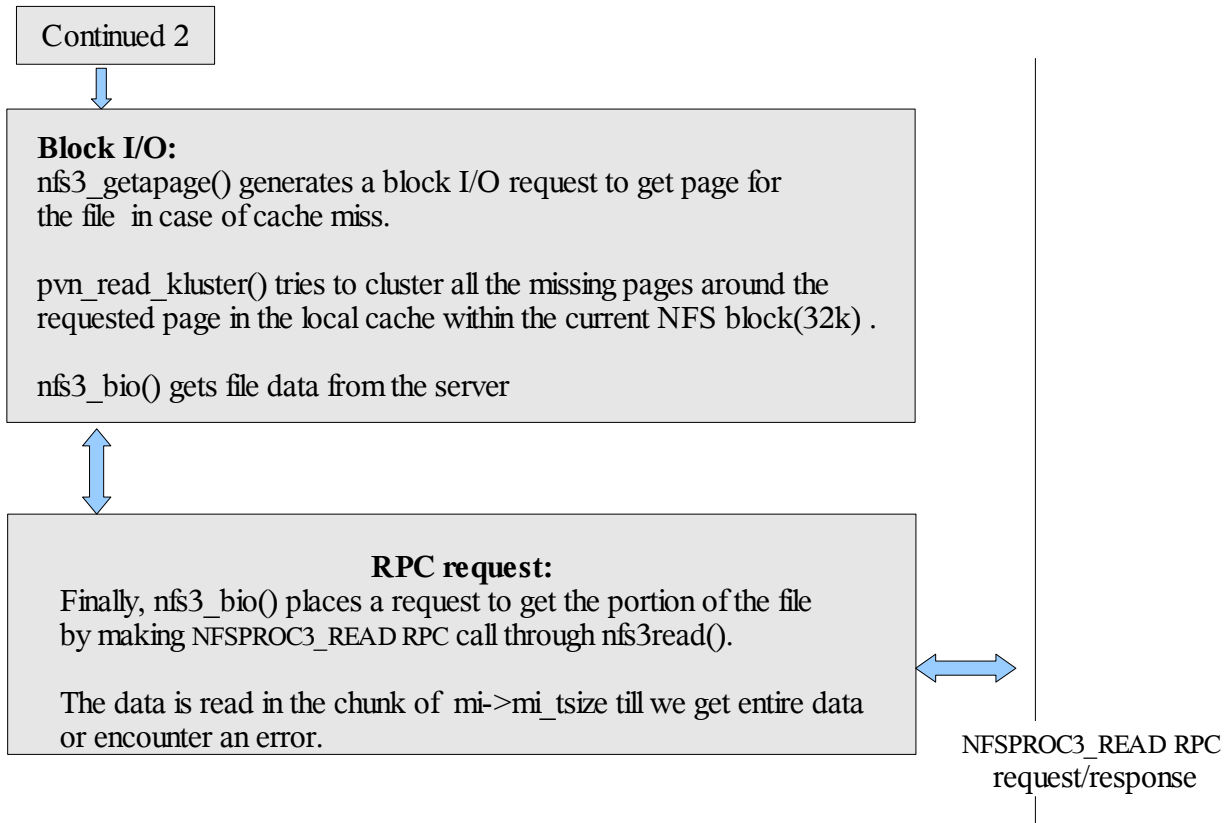 Continued 2
Block I/O:
nfs3_getapage() generates a block I/O request to get page for
the file in case of cache miss.
pvn_read_kluster() tries to cluster all the missing pages around the
requested page in the local cache within the current NFS block(32k) .
nfs3_bio() gets file data from the server
RPC request:
Finally, nfs3_bio() places a request to get the portion of the file
by making NFSPROC3_READ RPC call through nfs3read().
The data is read in the chunk of mi->mi_tsize till we get entire data
or encounter an error.
NFSPROC3_READ RPC
request/response